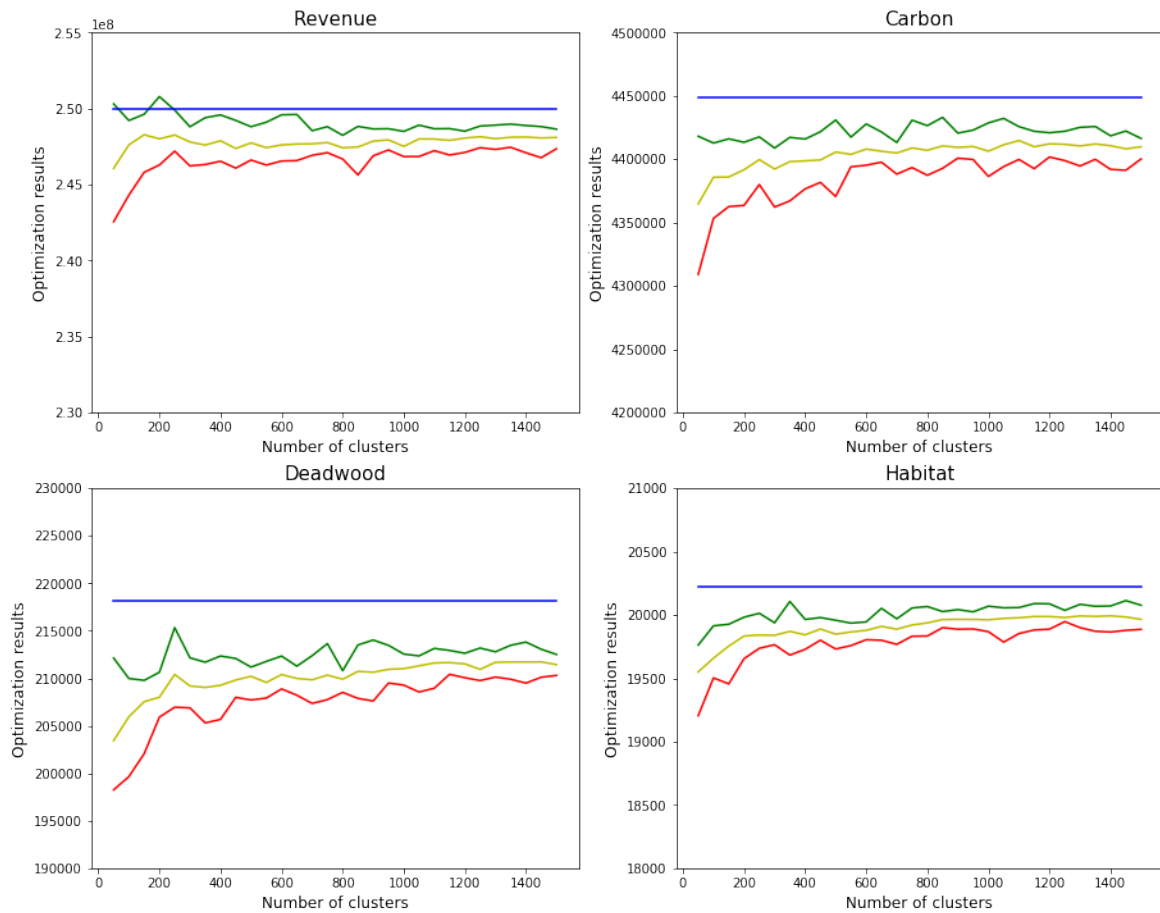 Revenue
1e8
2.55
2.50
2.45
2.40
2.35
2.30
Optimization results
0 200 400 600 800 1000 1200 1400
Number of clusters
Carbon
4500000
4450000
4400000
4350000
4300000
4250000
4200000
Optimization results
0 200 400 600 800 1000 1200 1400
Number of clusters
Deadwood
230000
225000
220000
215000
210000
205000
200000
195000
190000
Optimization results
0 200 400 600 800 1000 1200 1400
Number of clusters
Habitat
21000
20500
20000
19500
19000
18500
18000
Optimization results
0 200 400 600 800 1000 1200 1400
Number of clusters